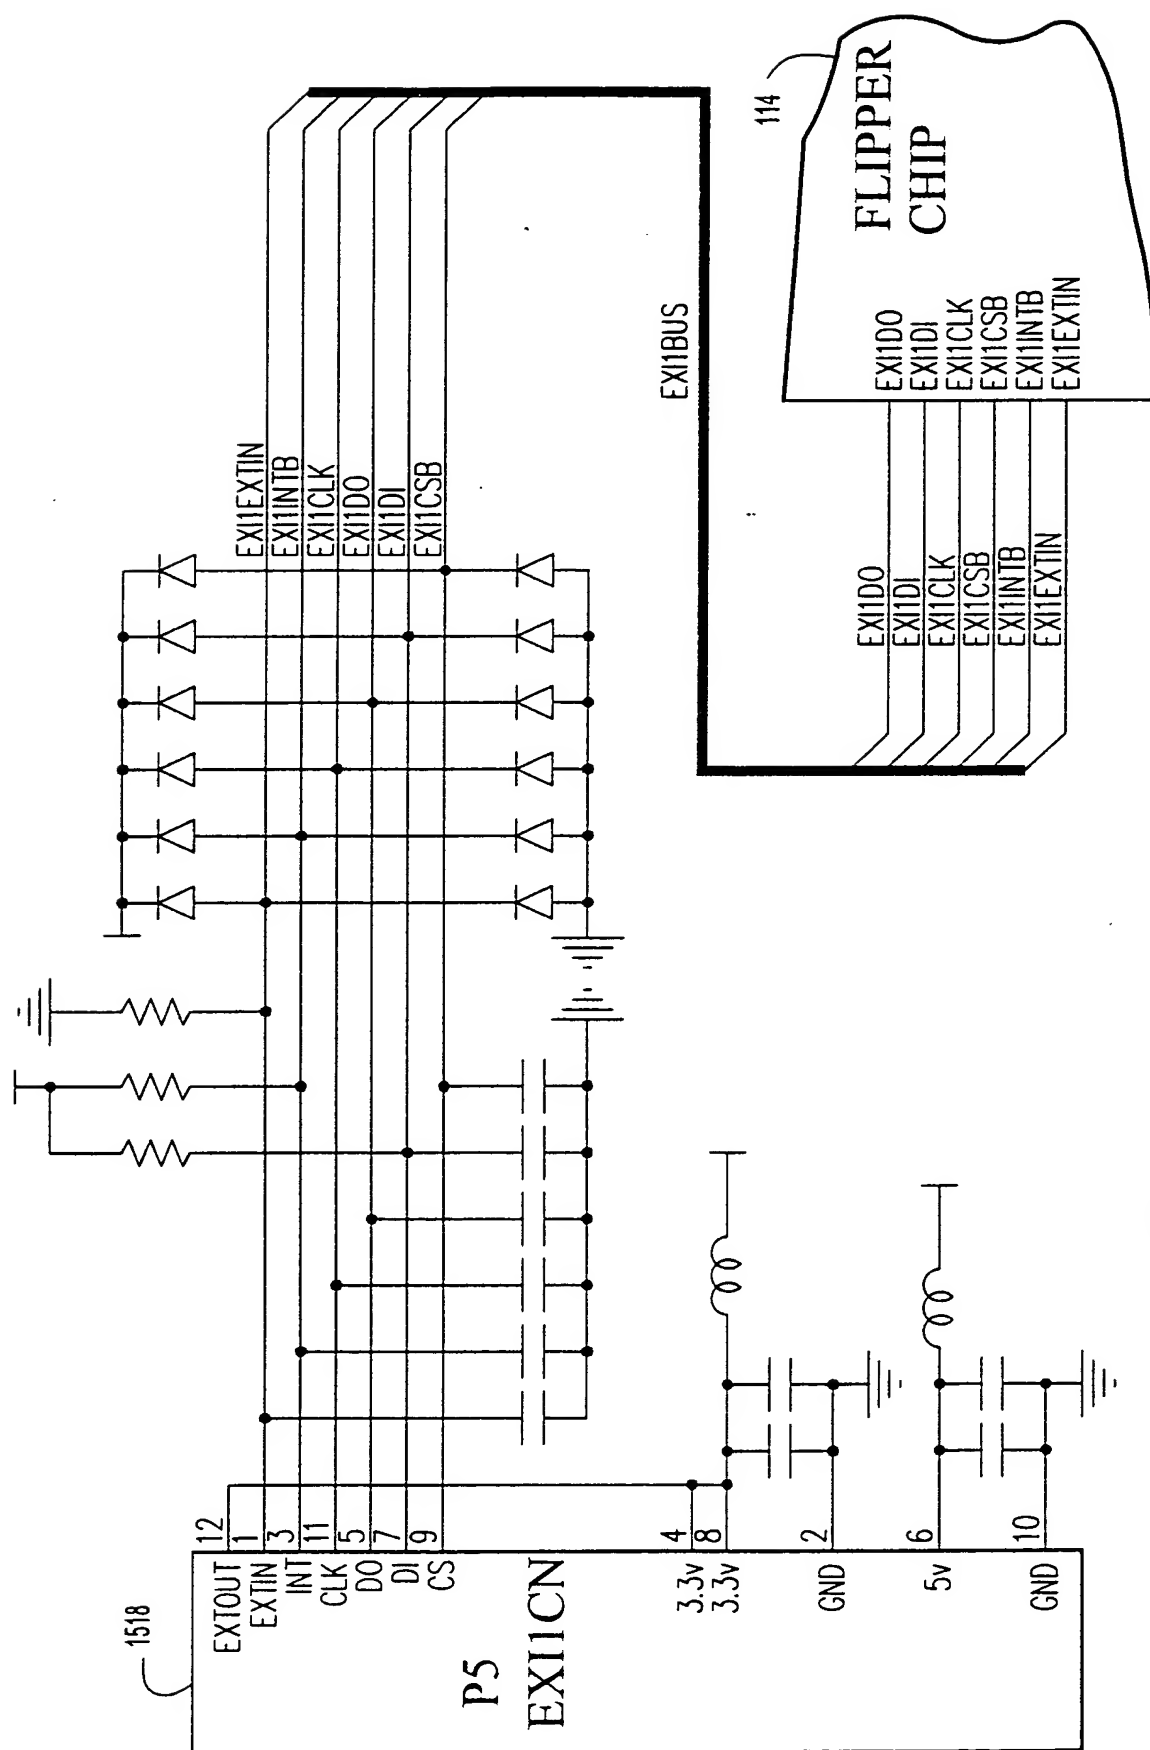 1518
P5
EXI1CN
EXTOUT 12
EXTIN 1
INT 3
CLK 11
DO 5
DI 7
CS 9
3.3v 4
3.3v 8
GND 2
5v 6
GND 10
EXI1EXTIN
EXI1INTB
EXI1CLK
EXI1DO
EXI1DI
EXI1CSB
EXI1BUS
EXI1DO
EXI1DI
EXI1CLK
EXI1CSB
EXI1INTB
EXI1EXTIN
EXI1DO
EXI1DI
EXI1CLK
EXI1CSB
EXI1INTB
EXI1EXTIN
FLIPPER
CHIP
114